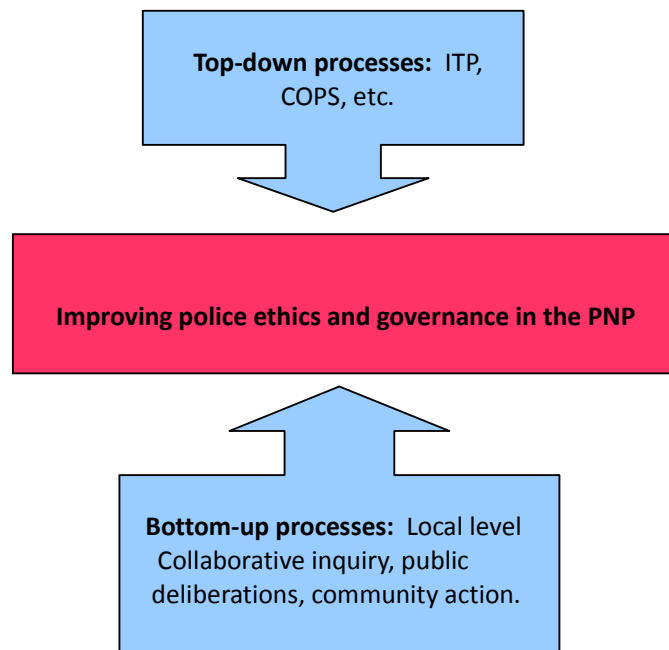 Top-down processes: ITP,
COPS, etc.
Improving police ethics and governance in the PNP
Bottom-up processes: Local level
Collaborative inquiry, public
deliberations, community action.